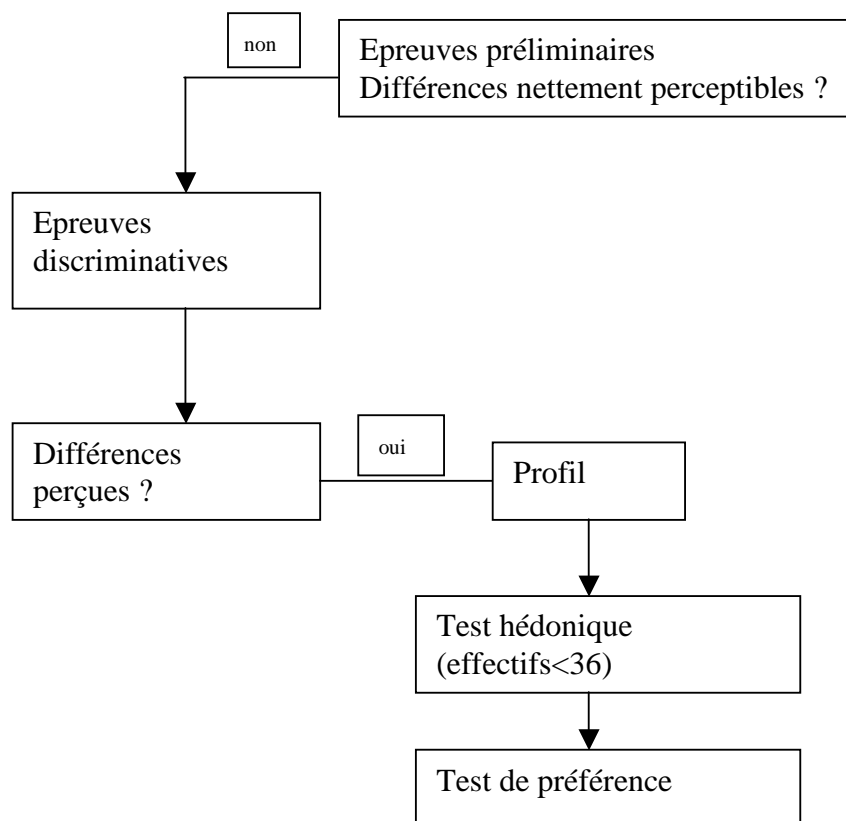 non
Epreuves préliminaires
Différences nettement perceptibles ?
Epreuves
discriminatives
Différences
perçues ?
oui
Profil
Test hédonique
(effectifs<36)
Test de préférence